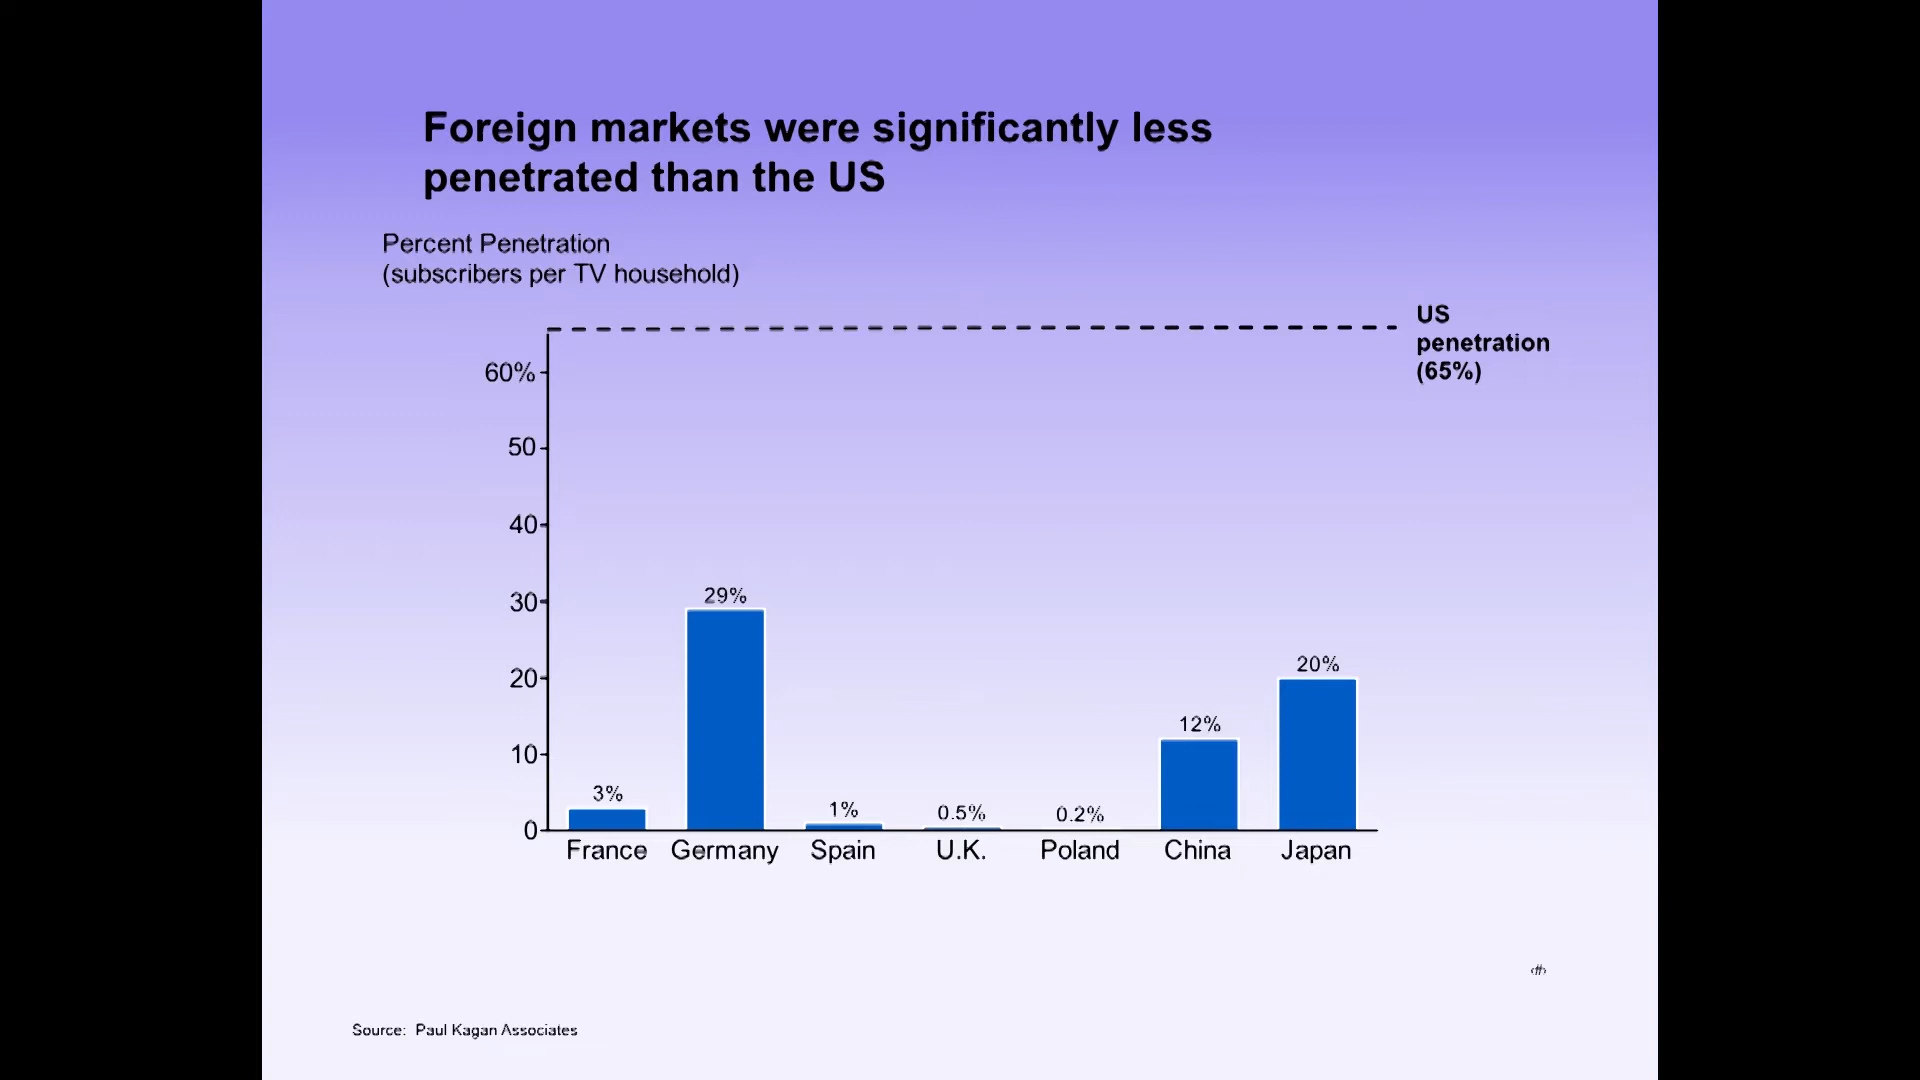 Foreign markets were significantly less
penetrated than the US
Percent Penetration
(subscribers per TV household)
US
penetration
(65%)
60%
50
40
30
20
10
0
3%
29%
1%
0.5%
0.2%
12%
20%
France Germany Spain U.K. Poland China Japan
‹#›
Source: Paul Kagan Associates